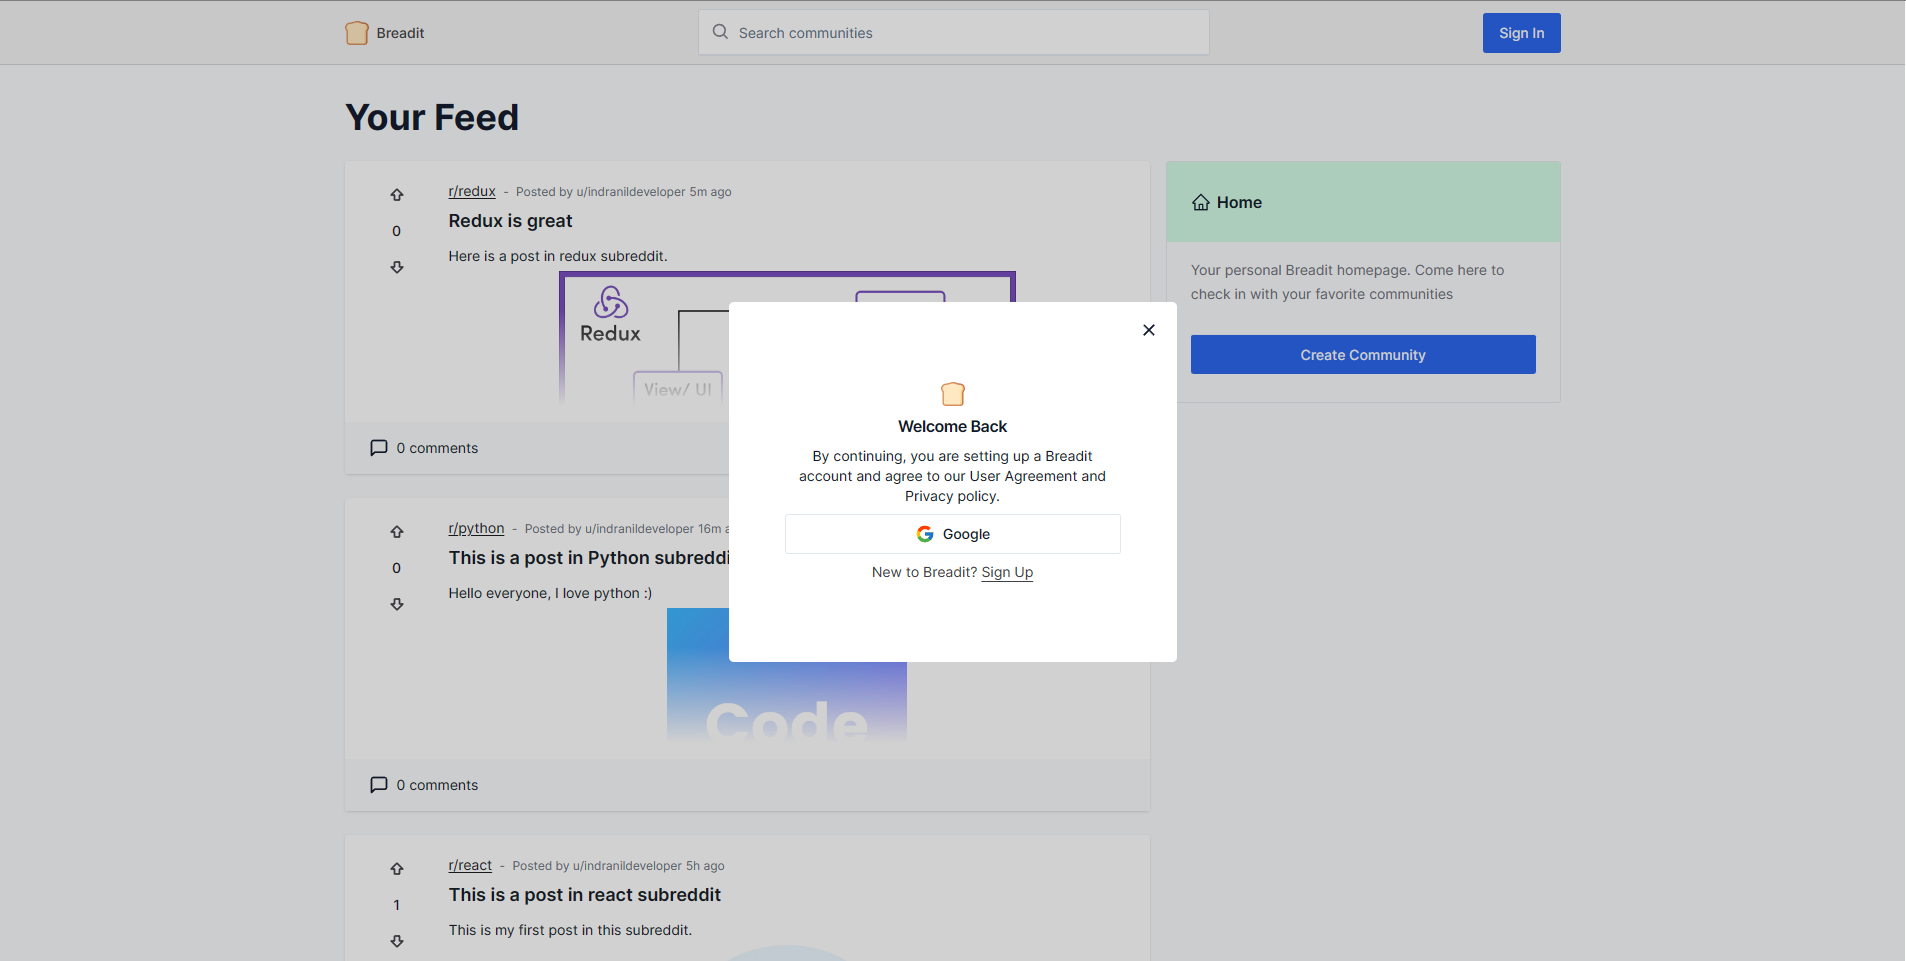 Breadit
Search communities
Sign In
Your Feed
r/redux - Posted by u/indranildeveloper 5m ago
Redux is great
0
Here is a post in redux subreddit.
Redux
View/ UI
0 comments
Home
Your personal Breadit homepage. Come here to
check in with your favorite communities
Create Community
Welcome Back
By continuing, you are setting up a Breadit
account and agree to our User Agreement and
Privacy policy.
Google
New to Breadit? Sign Up
r/python - Posted by u/indranildeveloper 16m a
This is a post in Python subreddi
0
Hello everyone, I love python :)
Code
0 comments
r/react - Posted by u/indranildeveloper 5h ago
This is a post in react subreddit
1
This is my first post in this subreddit.